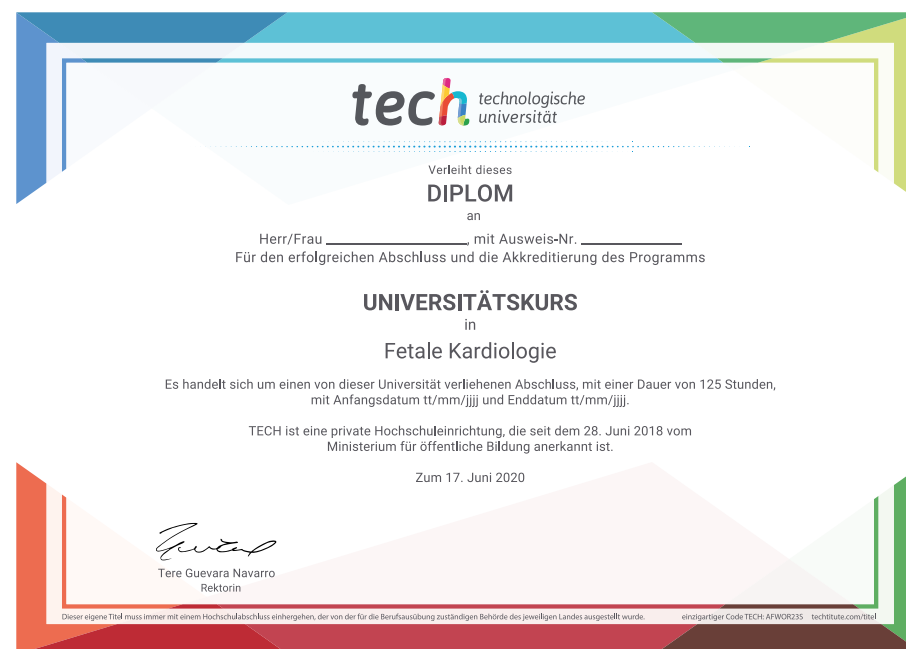 tech technologische
universität
Verleiht dieses
DIPLOM
an
Herr/Frau ____________________, mit Ausweis-Nr. ______________
Für den erfolgreichen Abschluss und die Akkreditierung des Programms
UNIVERSITÄTSKURS
in
Fetale Kardiologie
Es handelt sich um einen von dieser Universität verliehenen Abschluss, mit einer Dauer von 125 Stunden,
mit Anfangsdatum tt/mm/jjjj und Enddatum tt/mm/jjjj.
TECH ist eine private Hochschuleinrichtung, die seit dem 28. Juni 2018 vom
Ministerium für öffentliche Bildung anerkannt ist.
Zum 17. Juni 2020
Tere Guevara Navarro
Rektorin
Dieser eigene Titel muss immer mit einem Hochschulabschluss einhergehen, der von der für die Berufsausübung zuständigen Behörde des jeweiligen Landes ausgestellt wurde. einzigartiger Code TECH: AFWOR23S techtitute.com/titel